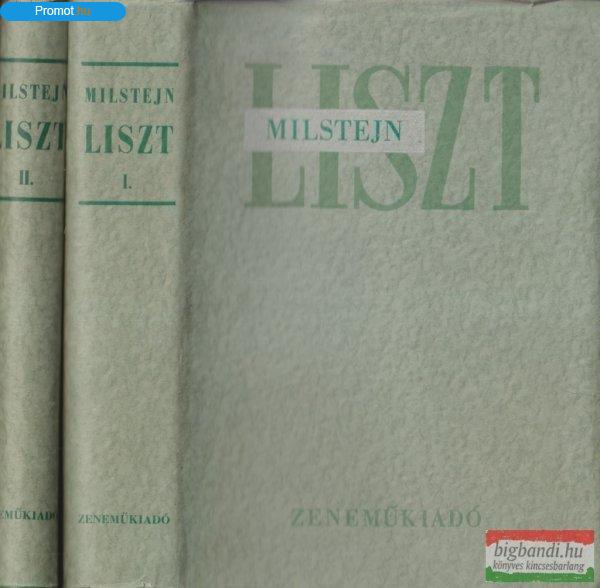 Promot.hu
MILSTEJN
LISZT
II.
ZENEMŰKIADÓ
MILSTEJN
LISZT
I.
ZENEMŰKIADÓ
LISZT
MILSTEJN
ZENEMŰKIADÓ
bigbandi.hu
könyves kincsesbarlang